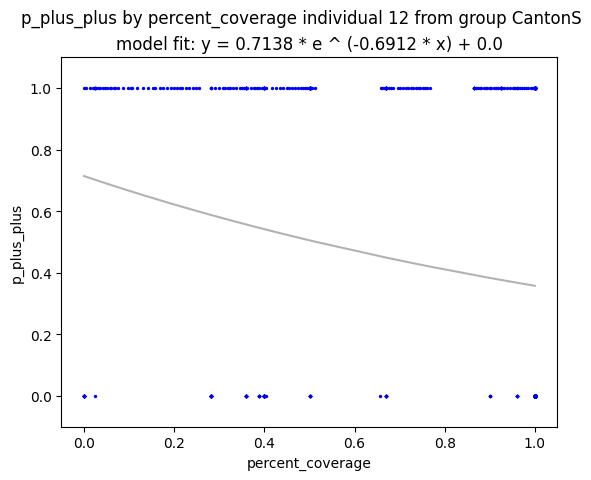 p_plus_plus by percent_coverage individual 12 from group CantonS
model fit: y = 0.7138 * e ^ (-0.6912 * x) + 0.0
1.0
0.8
0.6
0.4
0.2
0.0
p_plus_plus
0.0 0.2 0.4 0.6 0.8 1.0
percent_coverage